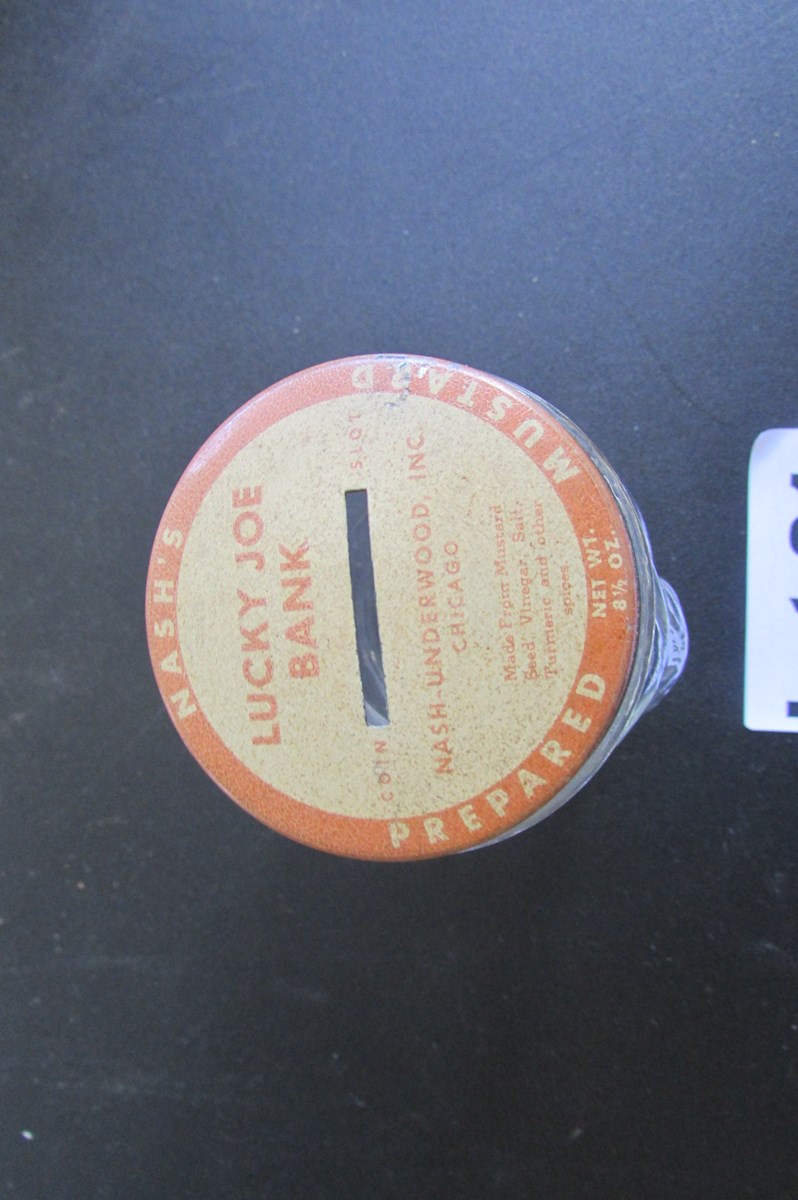 NASH'S
LUCKY JOE
BANK
COIN SLOT
NASH-UNDERWOOD, INC.
CHICAGO
Made From Mustard
Seed, Vinegar, Salt,
Turmeric and other
spices.
PREPARED MUSTARD
NET WT.
8½ OZ.